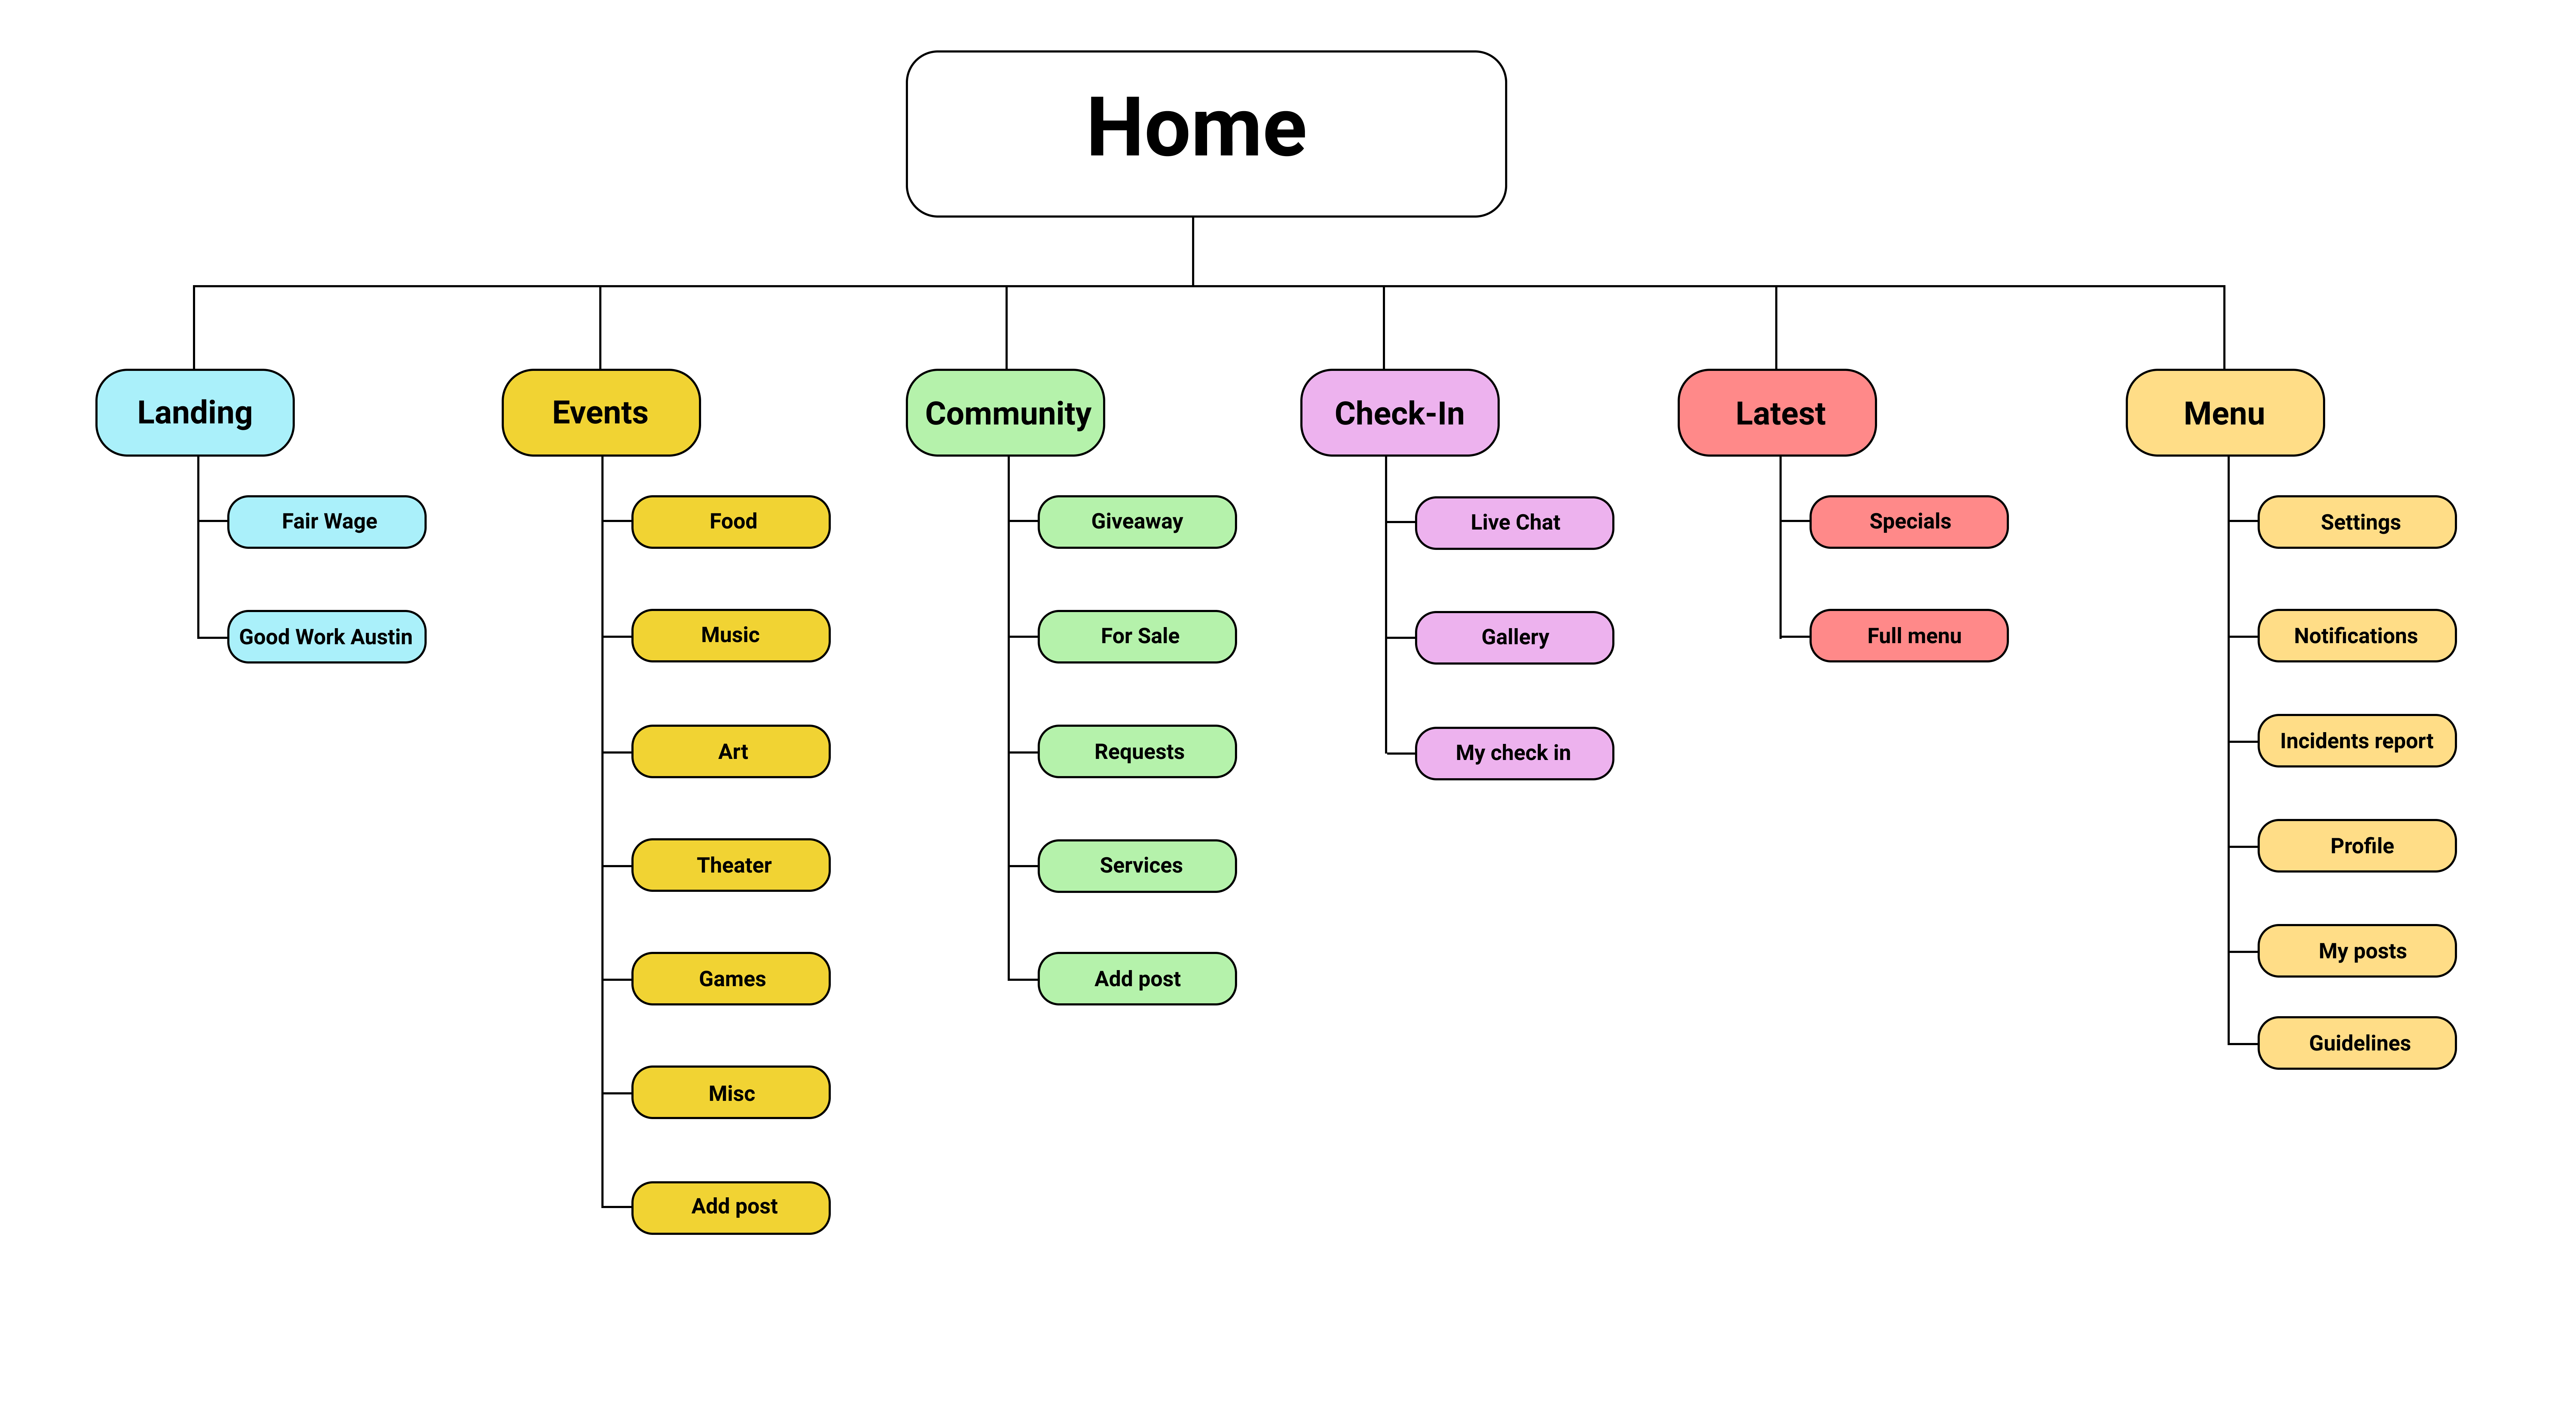 Home
Landing
Fair Wage
Good Work Austin
Events
Food
Music
Art
Theater
Games
Misc
Add post
Community
Giveaway
For Sale
Requests
Services
Add post
Check-In
Live Chat
Gallery
My check in
Latest
Specials
Full menu
Menu
Settings
Notifications
Incidents report
Profile
My posts
Guidelines